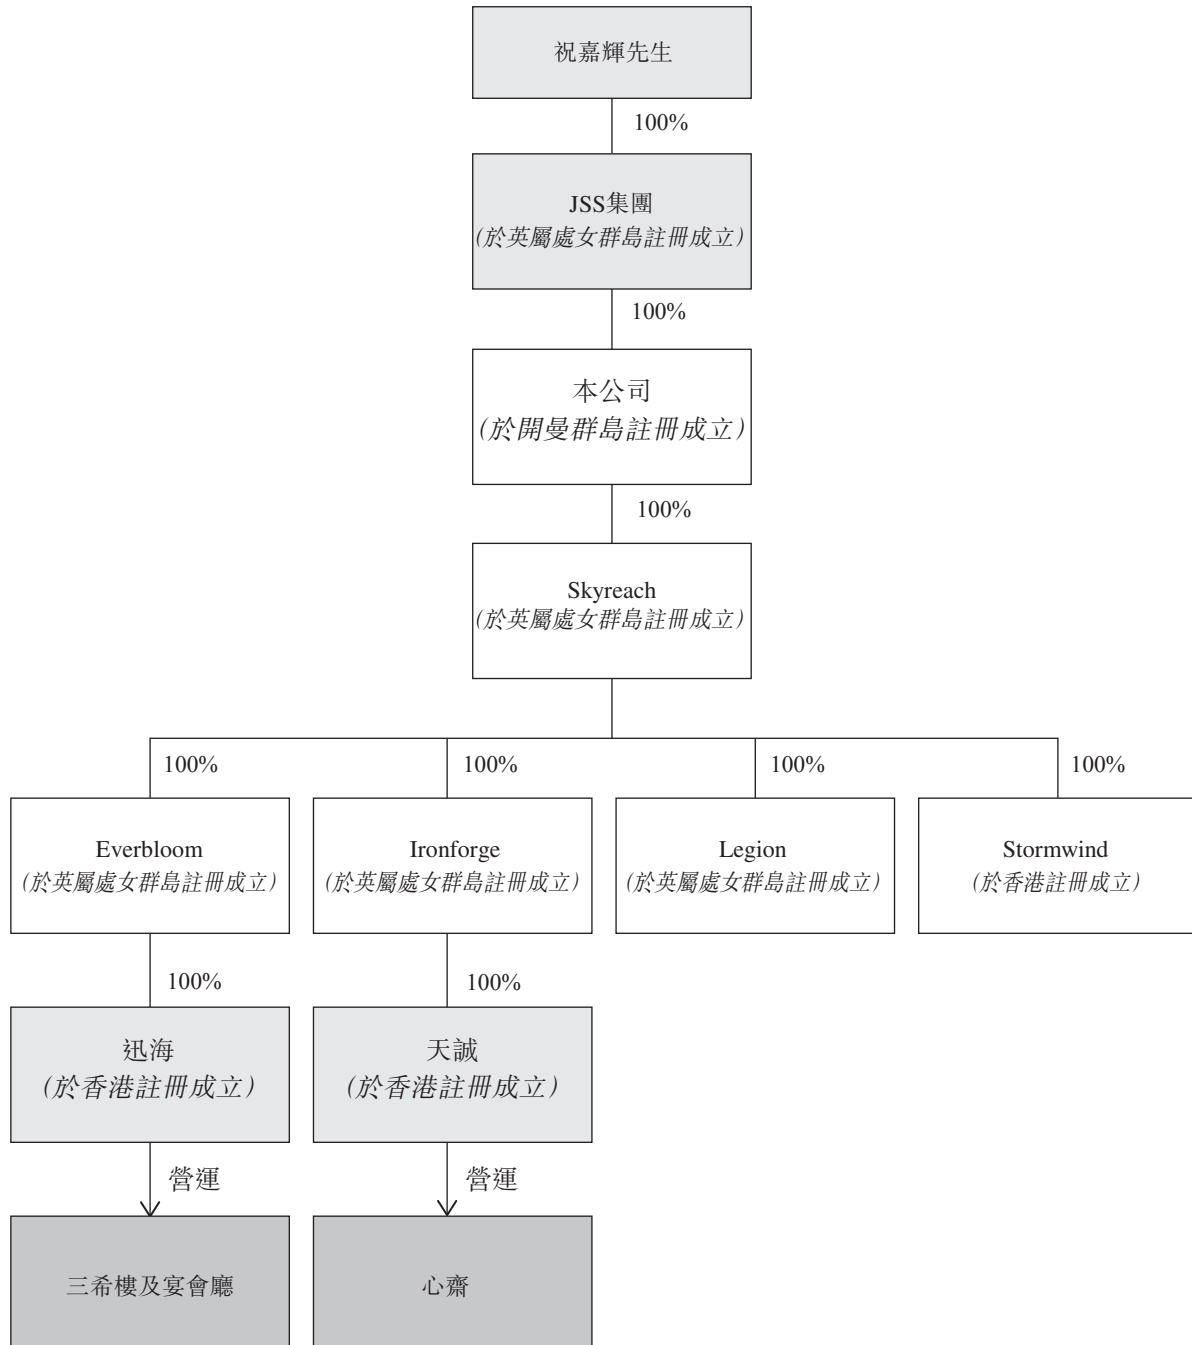 祝嘉輝先生
100%
JSS集團
(於英屬處女群島註冊成立)
100%
本公司
(於開曼群島註冊成立)
100%
Skyreach
(於英屬處女群島註冊成立)
100%
100%
100%
100%
Everbloom
(於英屬處女群島註冊成立)
Ironforge
(於英屬處女群島註冊成立)
Legion
(於英屬處女群島註冊成立)
Stormwind
(於香港註冊成立)
100%
100%
迅海
(於香港註冊成立)
天誠
(於香港註冊成立)
營運
營運
三希樓及宴會廳
心齋